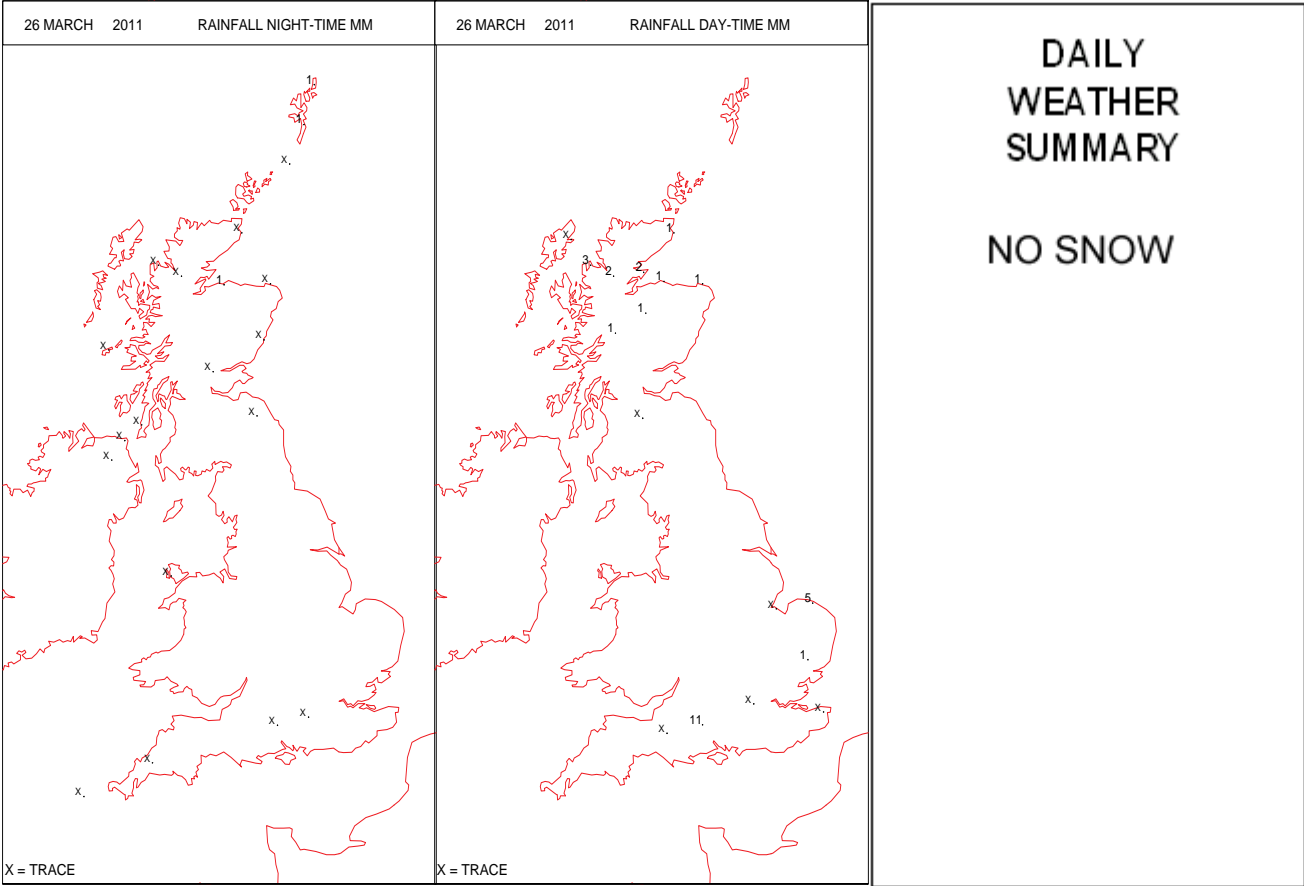 26 MARCH 2011 RAINFALL NIGHT-TIME MM
1.
1.
X.
X.
X.
X.
1.
X.
X.
X.
X.
X.
X.
X.
X.
X.
X.
X.
X.
X.
X = TRACE
26 MARCH 2011 RAINFALL DAY-TIME MM
1.
X.
3.
2.
2.
1.
1.
1.
1.
X.
5.
X.
1.
X.
X.
11.
X.
X = TRACE
DAILY
WEATHER
SUMMARY
NO SNOW